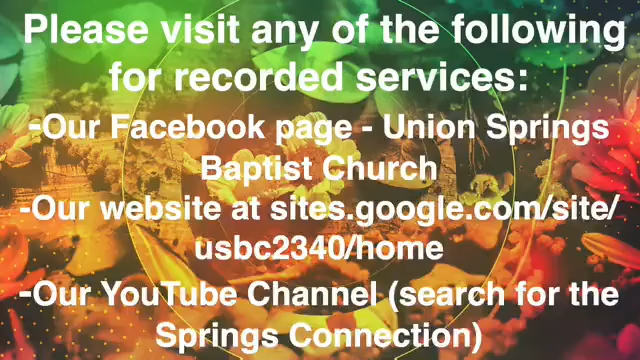 Please visit any of the following
for recorded services:
-Our Facebook page - Union Springs
Baptist Church
-Our website at sites.google.com/site/
usbc2340/home
-Our YouTube Channel (search for the
Springs Connection)